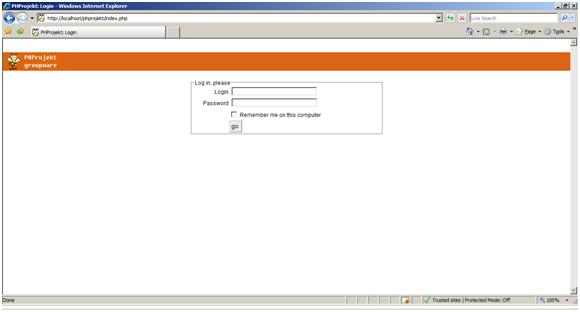 PHProjekt: Login - Windows Internet Explorer
http://localhost/phprojekt/index.php
Live Search
PHProjekt: Login
Page
Tools
PHProjekt
groupware
Log in, please
Login
Password
Remember me on this computer
go
Done
Trusted sites | Protected Mode: Off
100%